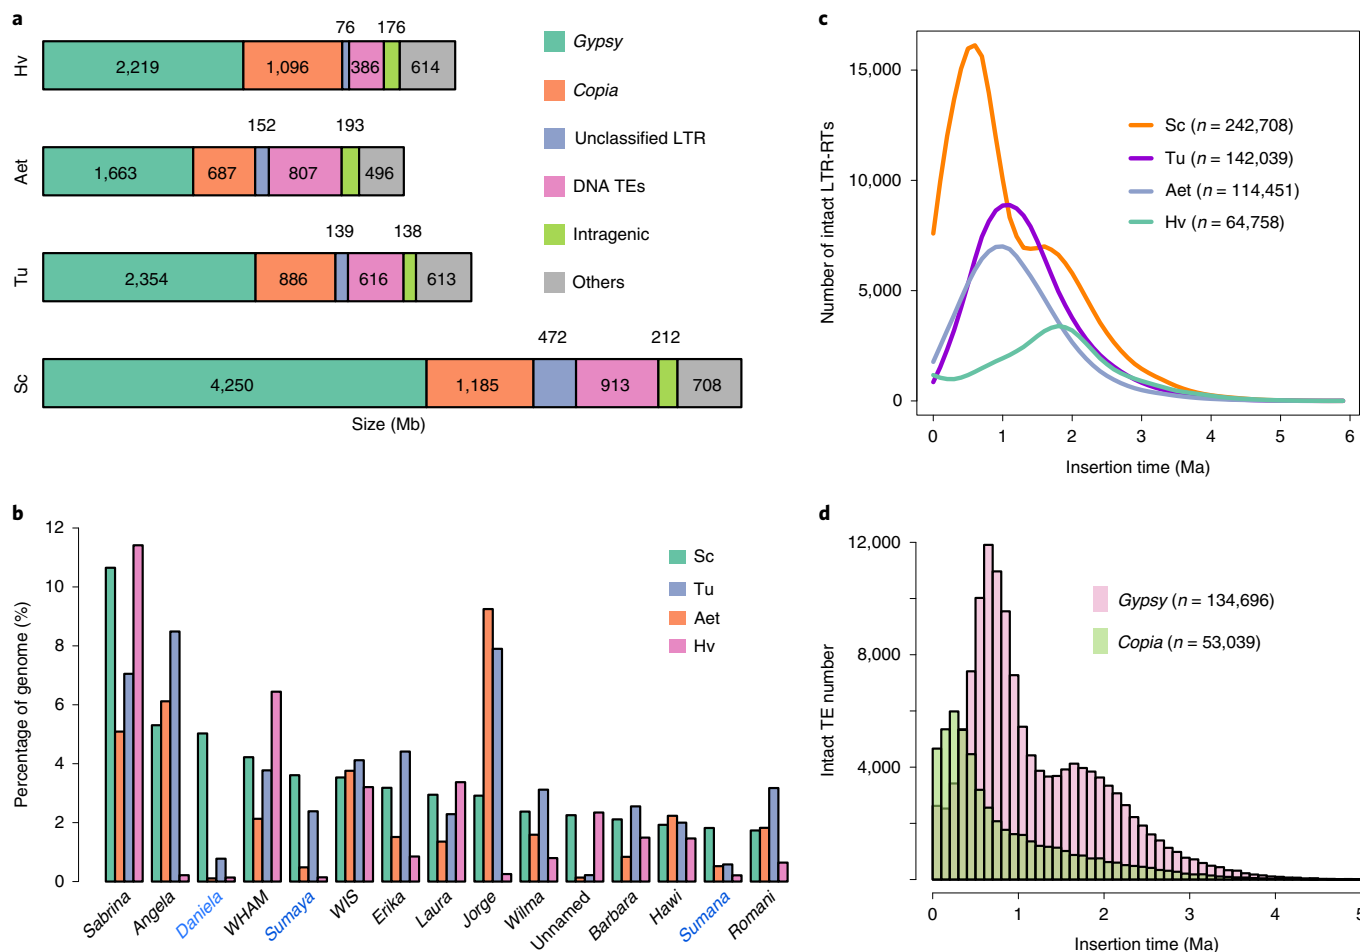 a
76 176
Hv 2,219 1,096 386 614
152 193
Aet 1,663 687 807 496
139 138
Tu 2,354 886 616 613
472 212
Sc 4,250 1,185 913 708
Size (Mb)
Gypsy
Copia
Unclassified LTR
DNA TEs
Intragenic
Others
b
Percentage of genome (%)
12
10
8
6
4
2
0
Sc
Tu
Aet
Hv
Sabrina Angela Daniela WHAM Sumaya WIS Erika Laura Jorge Wilma Unnamed Barbara Hawi Sumana Romani
c
Number of intact LTR-RTs
15,000
10,000
5,000
0
Sc (n = 242,708)
Tu (n = 142,039)
Aet (n = 114,451)
Hv (n = 64,758)
0 1 2 3 4 5 6
Insertion time (Ma)
d
Intact TE number
12,000
8,000
4,000
Gypsy (n = 134,696)
Copia (n = 53,039)
0 1 2 3 4 5
Insertion time (Ma)